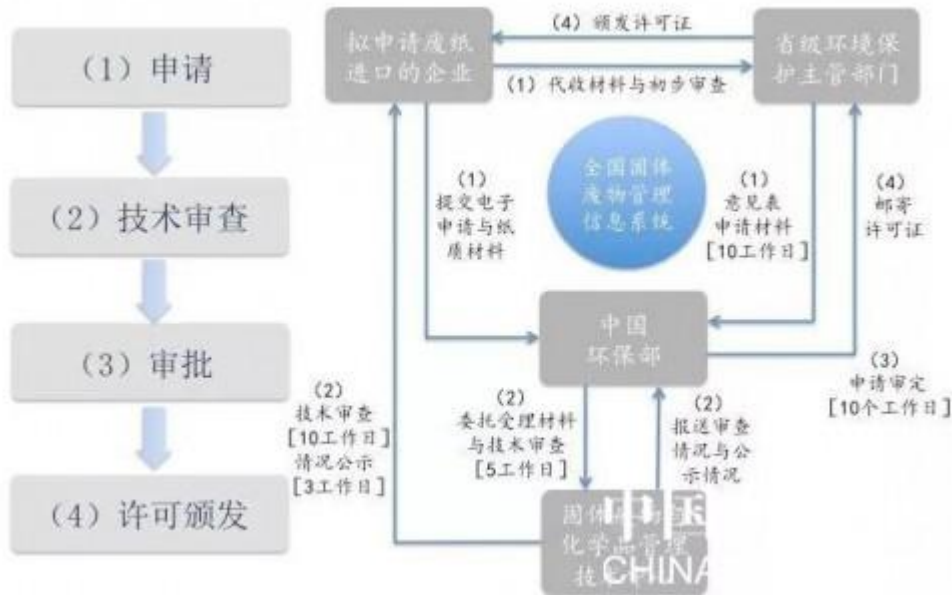 (1) 申请
(2) 技术审查
(3) 审批
(4) 许可颁发
拟申请废纸
进口的企业
(4) 颁发许可证
(1) 代收材料与初步审查
省级环境保
护主管部门
全国固体
废物管理
信息系统
(1)
提交电子
申请与纸
质材料
(1)
意见表
申请材料
[10工作日]
(4)
邮寄
许可证
中国
环保部
(3)
申请审定
[10个工作日]
(2)
技术审查
[10工作日]
情况公示
[3工作日]
(2)
委托受理材料
与技术审查
[5工作日]
(2)
报送审查
情况与公
示情况
固体
化学品管理
技
中国
CHINA